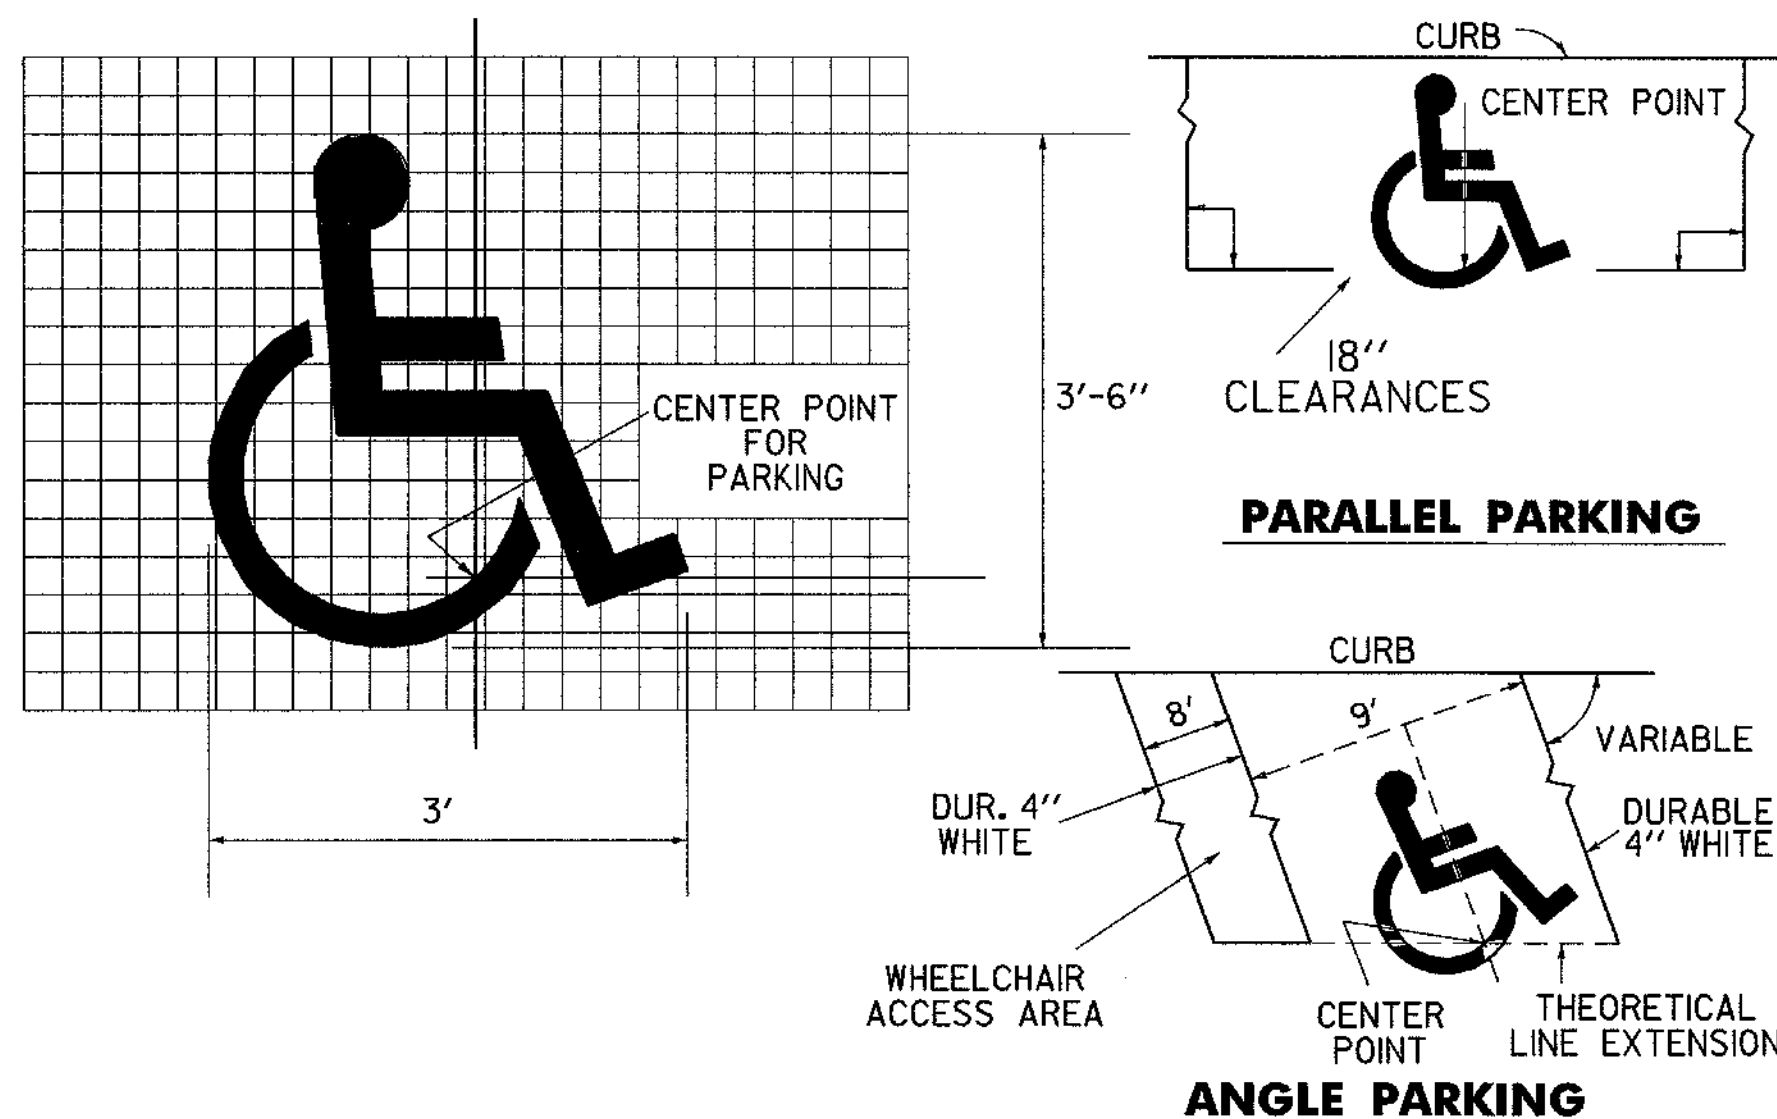 CENTER POINT
FOR
PARKING
3'-6''
3'
CURB
CENTER POINT
18''
CLEARANCES
PARALLEL PARKING
CURB
8'
9'
VARIABLE
DUR. 4''
WHITE
DURABLE
4'' WHITE
WHEELCHAIR
ACCESS AREA
CENTER
POINT
THEORETICAL
LINE EXTENSION
ANGLE PARKING